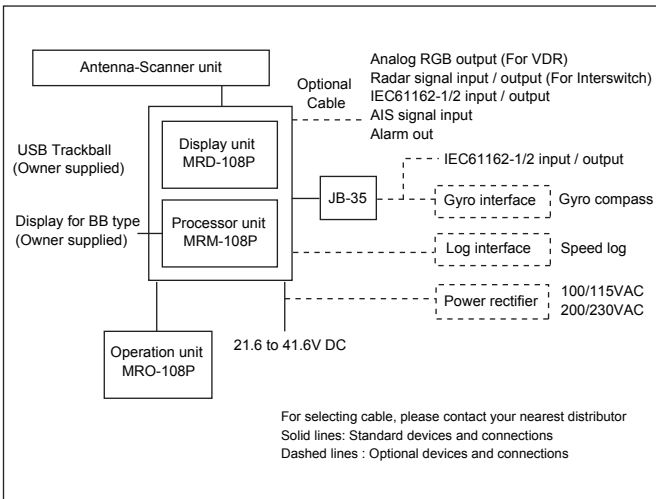 Antenna-Scanner unit
Optional
Cable
Analog RGB output (For VDR)
Radar signal input / output (For Interswitch)
IEC61162-1/2 input / output
AIS signal input
Alarm out
USB Trackball
(Owner supplied)
Display unit
MRD-108P
IEC61162-1/2 input / output
JB-35
Gyro interface
Gyro compass
Display for BB type
(Owner supplied)
Processor unit
MRM-108P
Log interface
Speed log
Power rectifier
100/115VAC
200/230VAC
Operation unit
MRO-108P
21.6 to 41.6V DC
For selecting cable, please contact your nearest distributor
Solid lines: Standard devices and connections
Dashed lines : Optional devices and connections